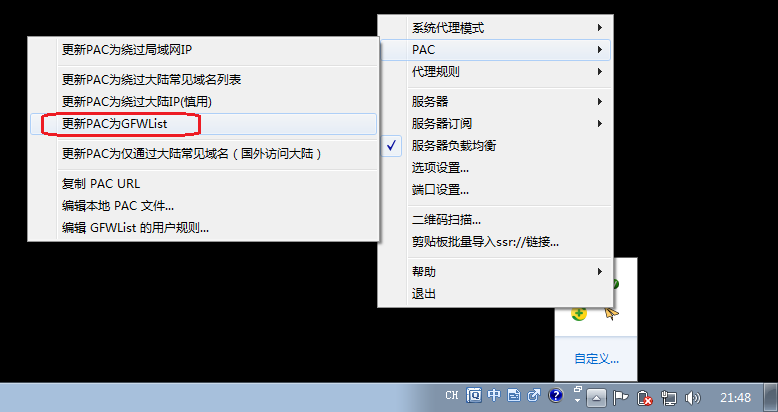 系统代理模式
PAC
代理规则
服务器
服务器订阅
服务器负载均衡
选项设置...
端口设置...
二维码扫描...
剪贴板批量导入ssr://链接...
帮助
退出
更新PAC为绕过局域网IP
更新PAC为绕过大陆常见域名列表
更新PAC为绕过大陆IP(慎用)
更新PAC为GFWList
更新PAC为仅通过大陆常见域名（国外访问大陆）
复制 PAC URL
编辑本地 PAC 文件...
编辑 GFWList 的用户规则...
自定义...
CH 中 21:48